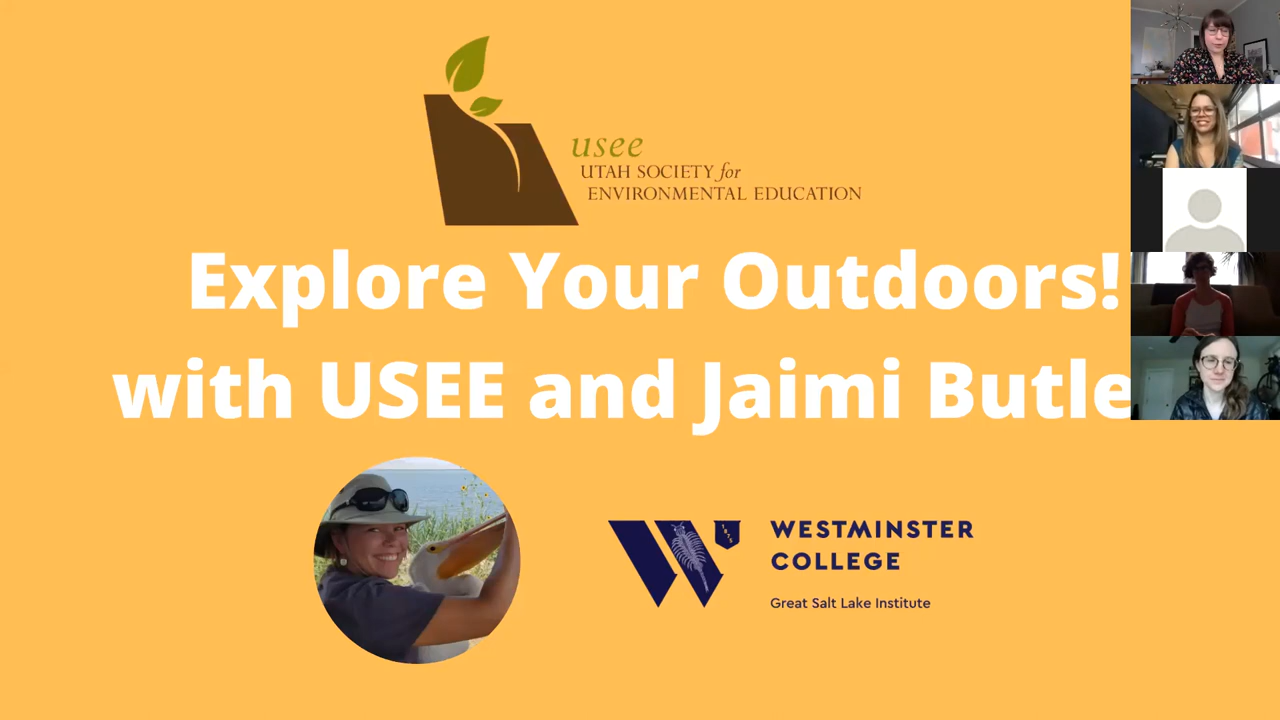 usee
UTAH SOCIETY for
ENVIRONMENTAL EDUCATION
Explore Your Outdoors!
with USEE and Jaimi Butle
WESTMINSTER
COLLEGE
Great Salt Lake Institute
1875